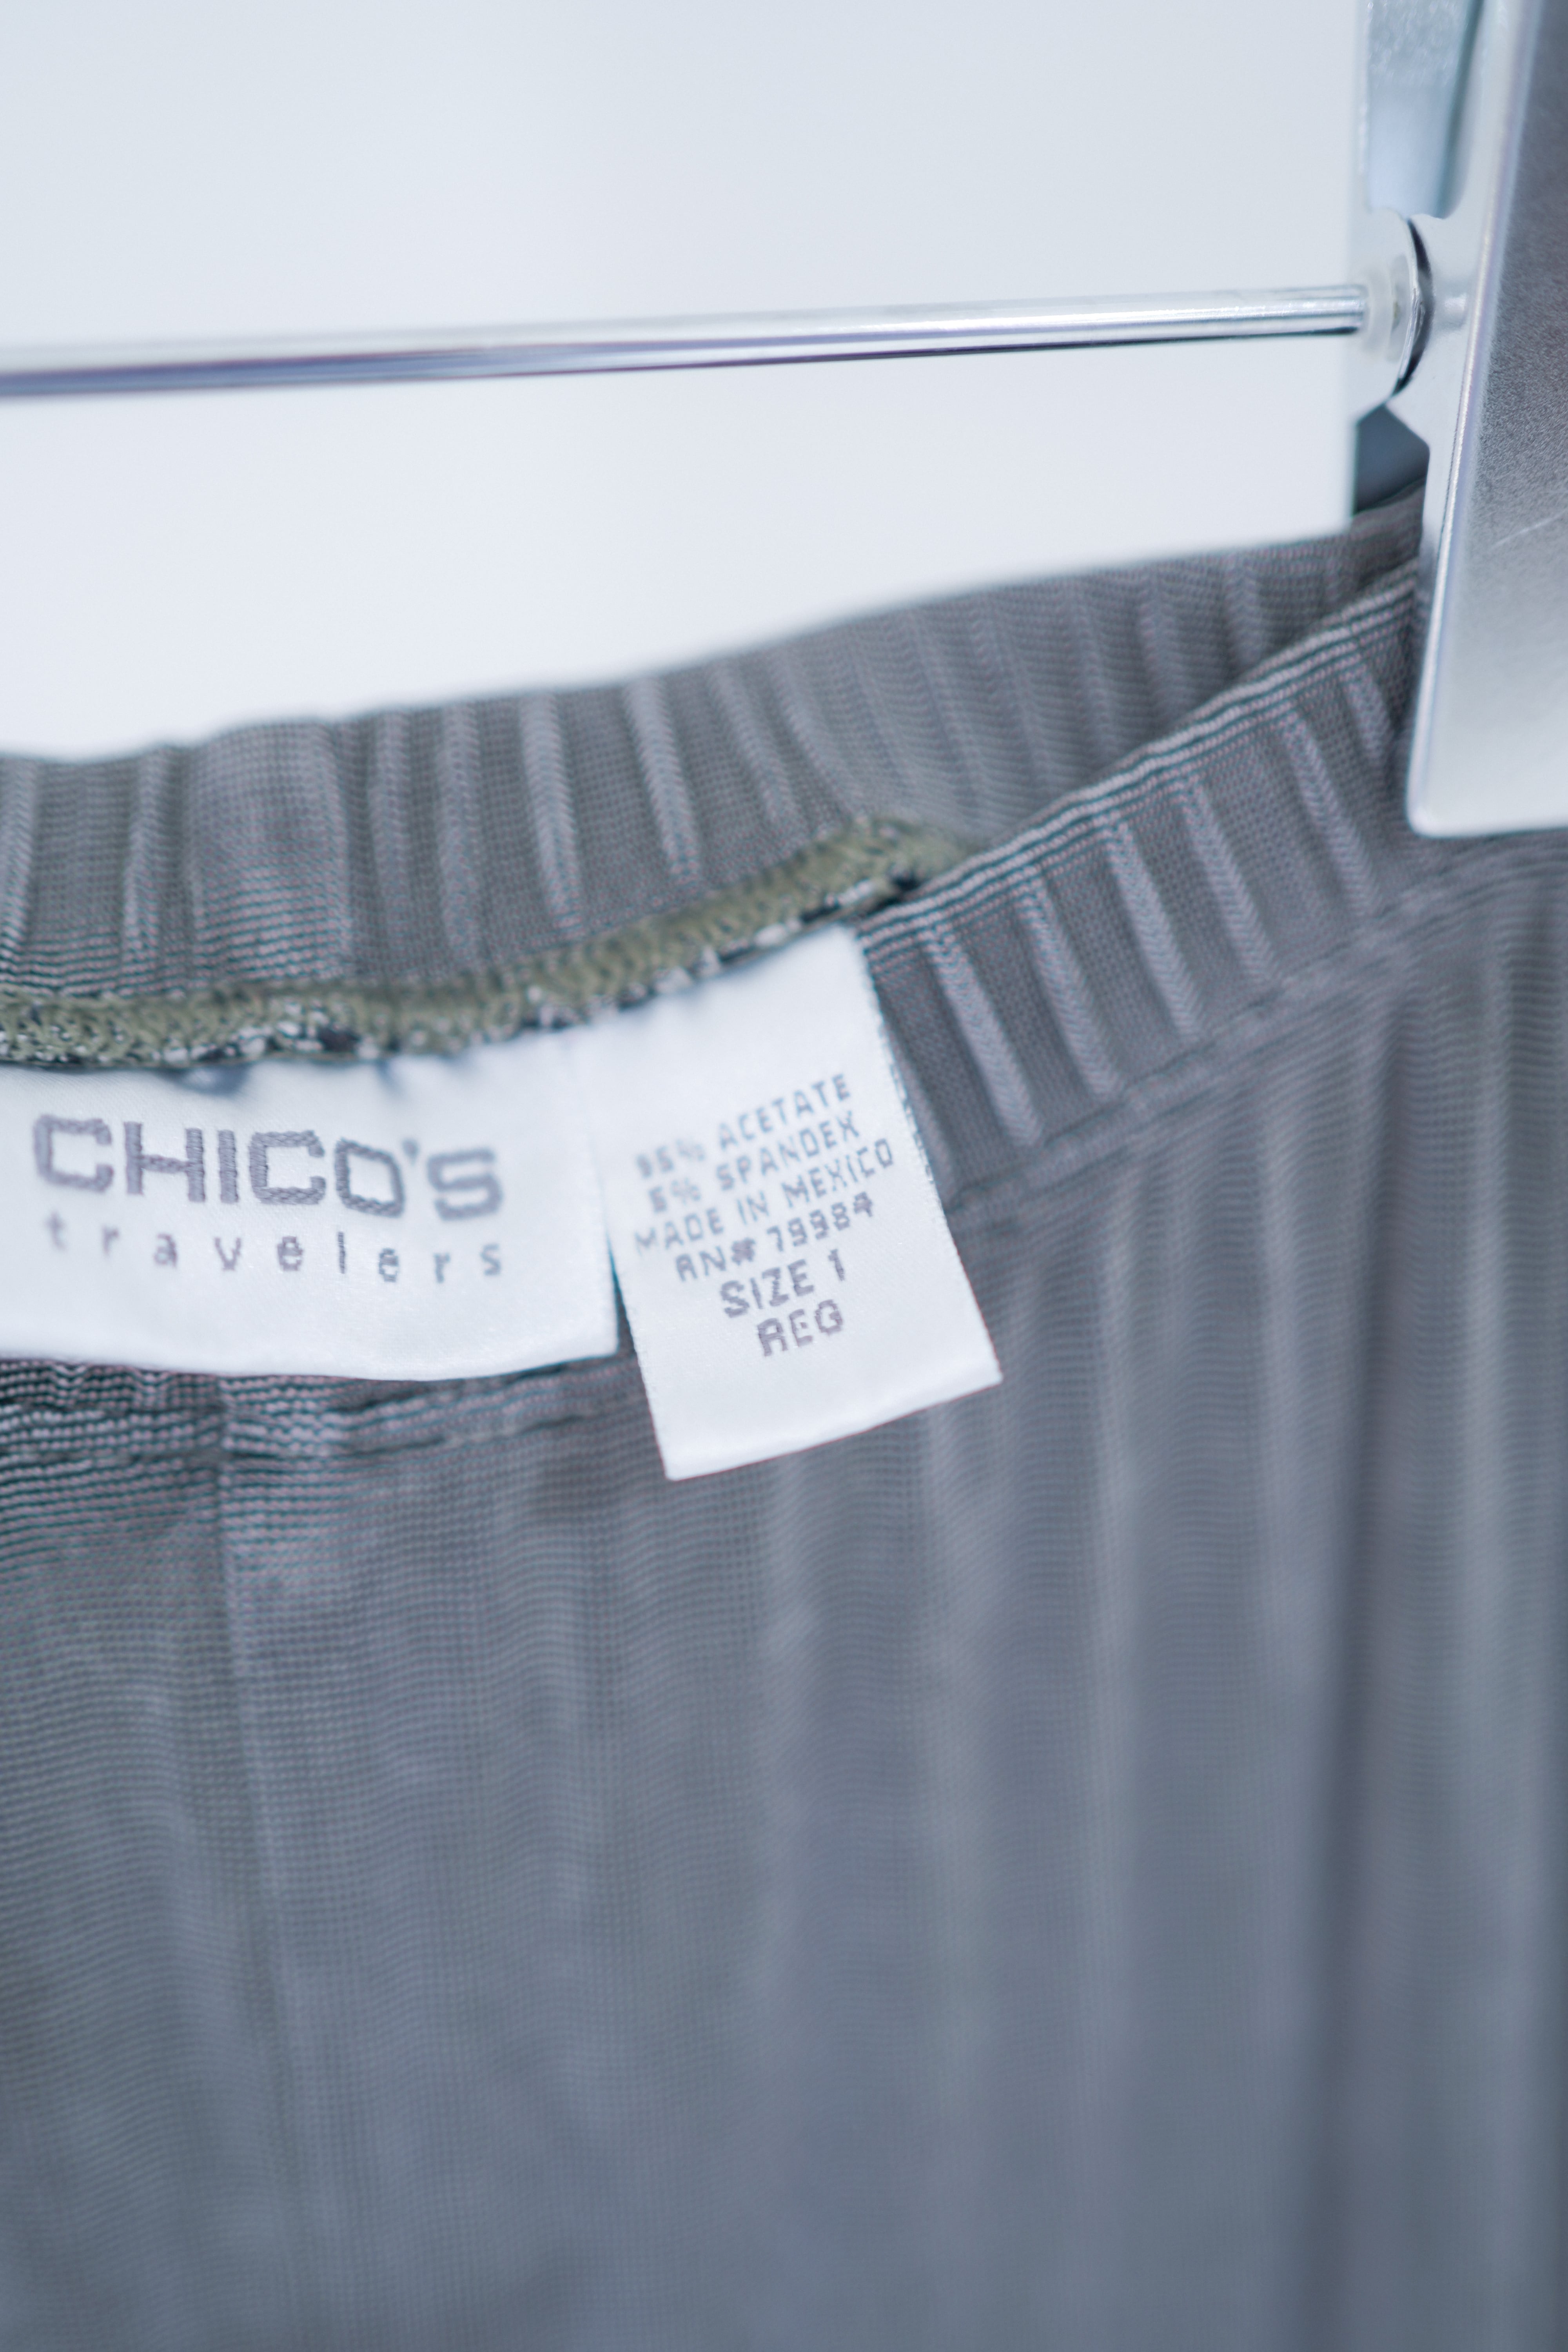 CHICO'S
travelers
95% ACETATE
5% SPANDEX
MADE IN MEXICO
RN# 79984
SIZE 1
REG